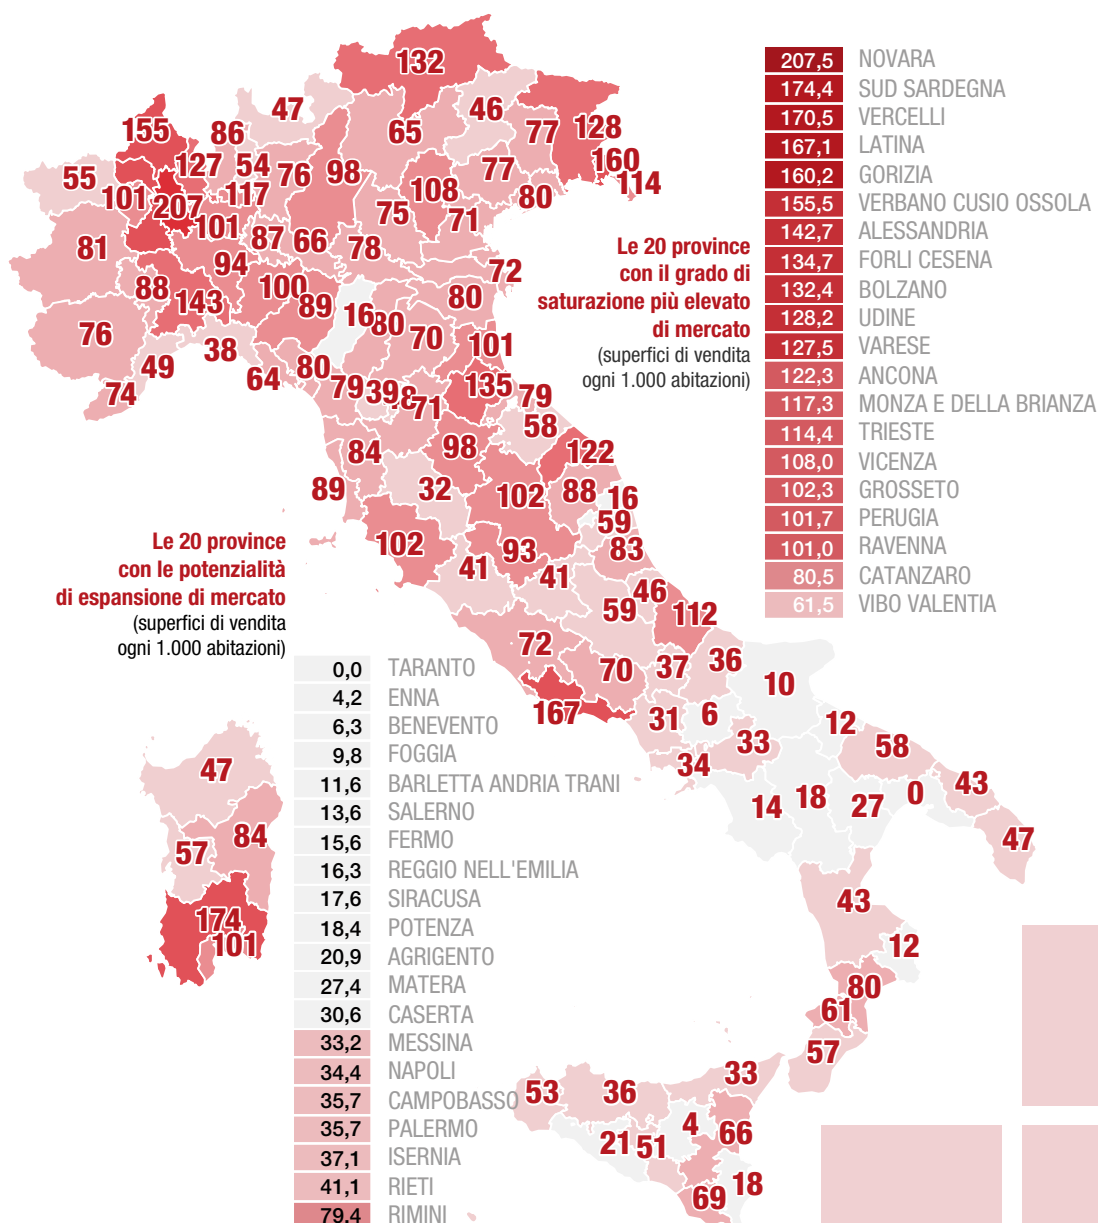 132
47
46
155
86
65
77
128
127
54
76
98
77
160
55
101
117
108
80
114
207
101
75
71
81
87
66
78
94
72
88
100
80
143
89
16
80
76
38
70
101
49
80
64
79
39
71
135
79
74
58
84
98
122
89
32
102
88
16
59
102
93
83
41
41
46
59
112
72
70
37
36
10
167
31
6
12
33
58
34
47
14
18
27
0
43
84
57
47
174
101
43
12
80
61
57
33
53
36
4
66
21
51
18
69
Le 20 province
con il grado di
saturazione più elevato
di mercato
(superfici di vendita
ogni 1.000 abitazioni)
207,5 NOVARA
174,4 SUD SARDEGNA
170,5 VERCELLI
167,1 LATINA
160,2 GORIZIA
155,5 VERBANO CUSIO OSSOLA
142,7 ALESSANDRIA
134,7 FORLI CESENA
132,4 BOLZANO
128,2 UDINE
127,5 VARESE
122,3 ANCONA
117,3 MONZA E DELLA BRIANZA
114,4 TRIESTE
108,0 VICENZA
102,3 GROSSETO
101,7 PERUGIA
101,0 RAVENNA
80,5 CATANZARO
61,5 VIBO VALENTIA
Le 20 province
con le potenzialità
di espansione di mercato
(superfici di vendita
ogni 1.000 abitazioni)
0,0 TARANTO
4,2 ENNA
6,3 BENEVENTO
9,8 FOGGIA
11,6 BARLETTA ANDRIA TRANI
13,6 SALERNO
15,6 FERMO
16,3 REGGIO NELL'EMILIA
17,6 SIRACUSA
18,4 POTENZA
20,9 AGRIGENTO
27,4 MATERA
30,6 CASERTA
33,2 MESSINA
34,4 NAPOLI
35,7 CAMPOBASSO
35,7 PALERMO
37,1 ISERNIA
41,1 RIETI
79,4 RIMINI